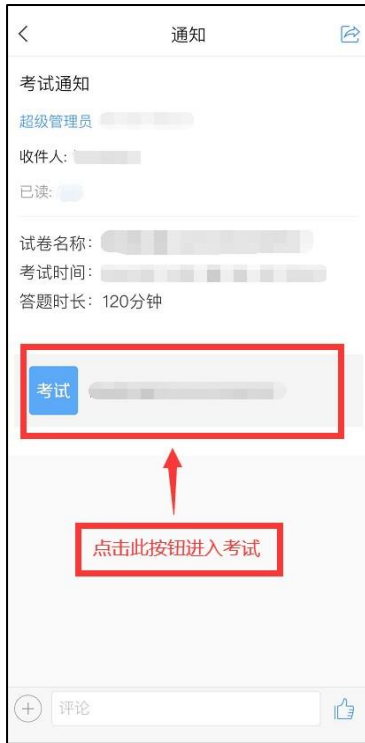 通知
考试通知
超级管理员
收件人:
已读:
试卷名称:
考试时间:
答题时长: 120分钟
考试
点击此按钮进入考试
评论